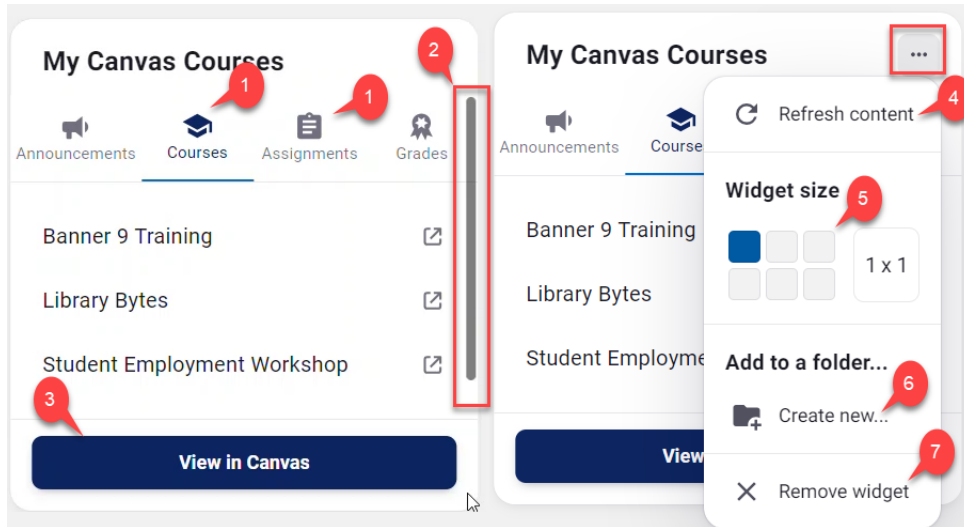 My Canvas Courses
2
1
1
Announcements Courses Assignments Grades
Banner 9 Training
Library Bytes
Student Employment Workshop
3
View in Canvas
My Canvas Courses
...
4
Announcements Course
Refresh content
Widget size
5
1 x 1
Banner 9 Training
Library Bytes
Student Employme
Add to a folder...
6
Create new...
7
View
Remove widget